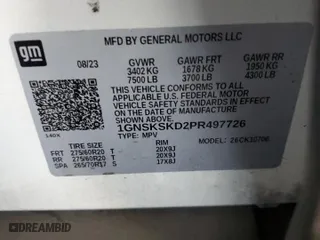 gm
MFD BY GENERAL MOTORS LLC
08/23 GVWR GAWR FRT GAWR RR
3402 KG 1678 KG 1950 KG
7500 LB 3700 LB 4300 LB
THIS VEHICLE CONFORMS TO ALL APPLICABLE U.S.
FEDERAL MOTOR VEHICLE SAFETY STANDARDS IN
EFFECT ON THE DATE OF MANUFACTURE SHOWN ABOVE.
1GNSKSKD2PR497726
TYPE: MPV MODEL:
TIRE SIZE RIM
FRT 275/60R20 T 20X9J
RR 275/60R20 T 20X9J
SPA 265/70R17 S 17X8J